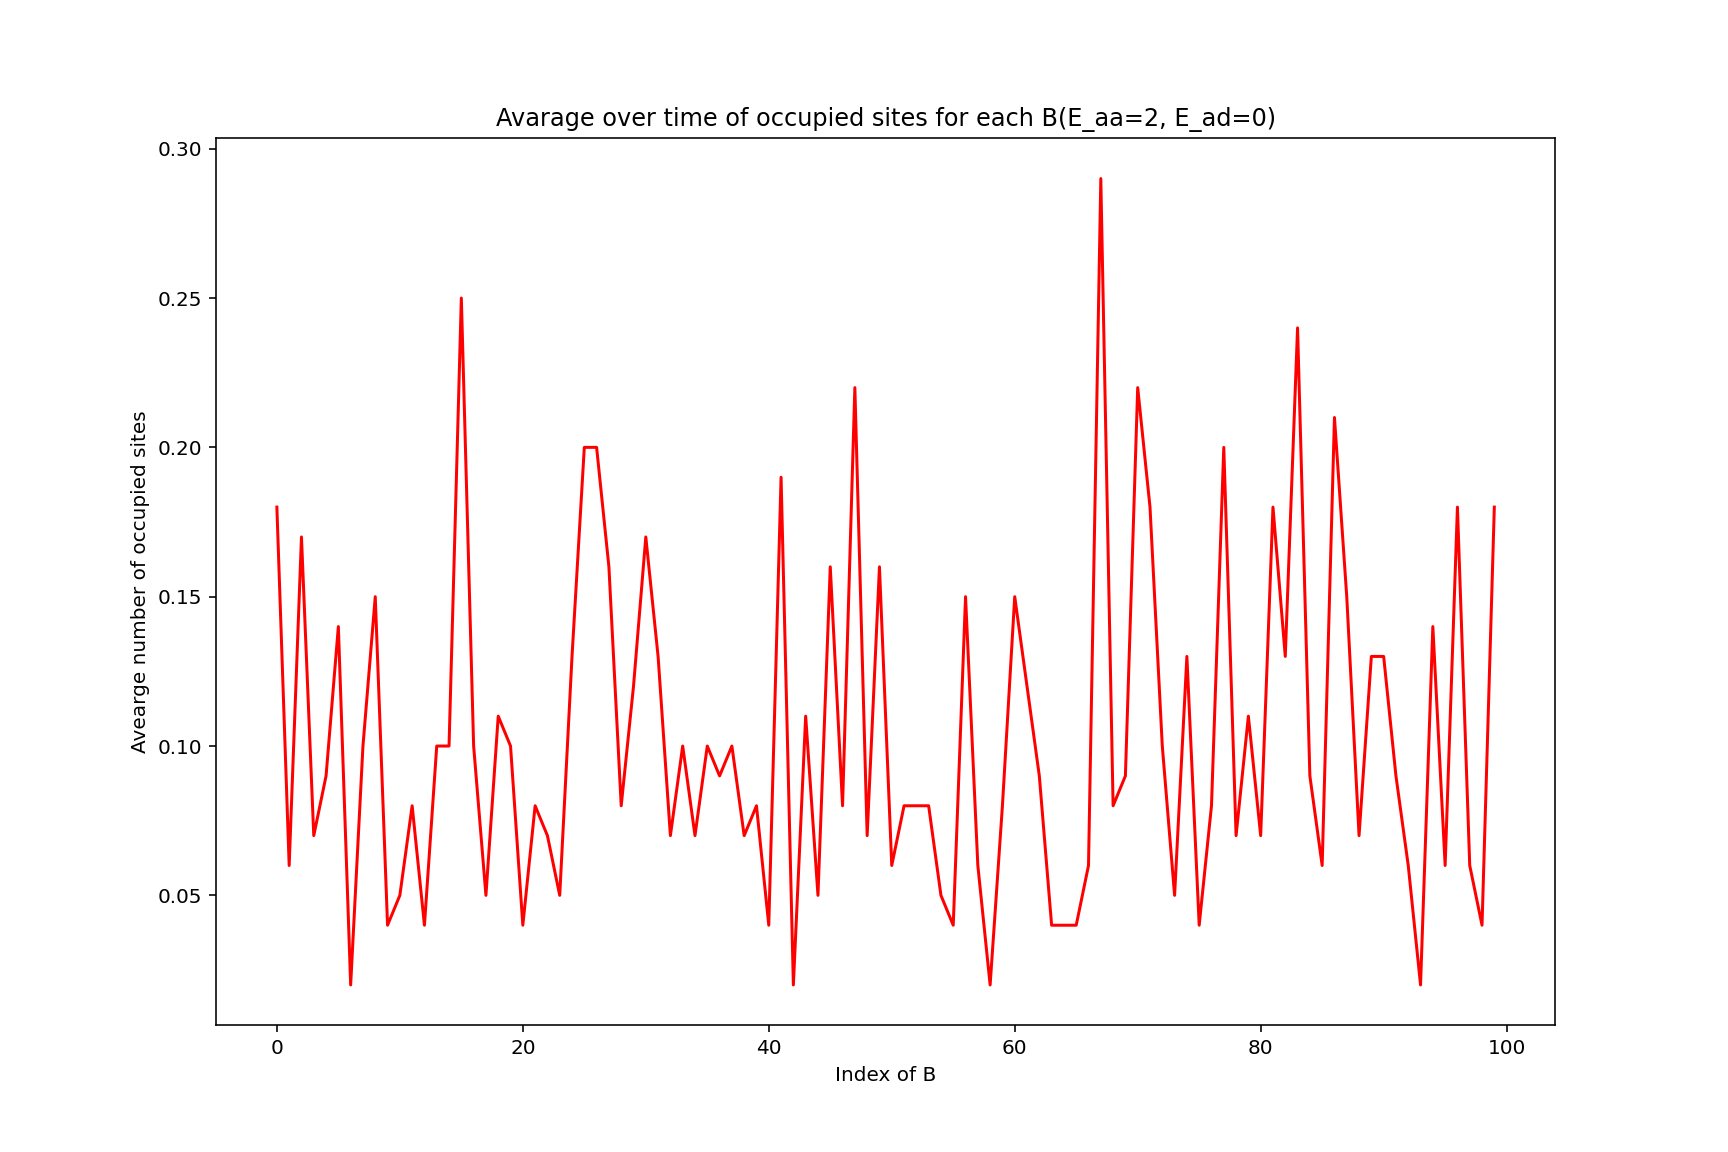 Avarage over time of occupied sites for each B(E_aa=2, E_ad=0)
0.30
0.25
0.20
0.15
0.10
0.05
Avearge number of occupied sites
0 20 40 60 80 100
Index of B